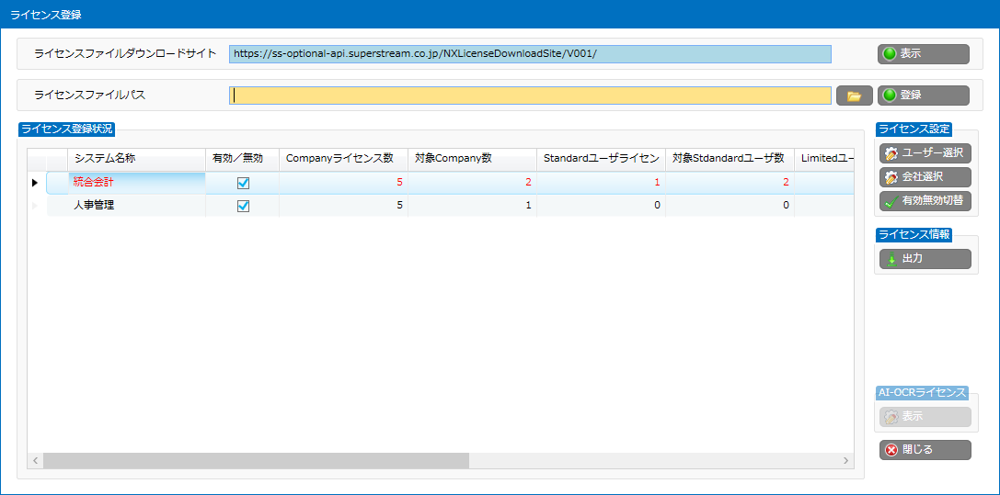 ライセンス登録
ライセンスファイルダウンロードサイト https://ss-optional-api.superstream.co.jp/NXLicenseDownloadSite/V001/ 表示
ライセンスファイルパス 登録
ライセンス登録状況
システム名称 有効／無効 Companyライセンス数 対象Company数 Standardユーザライセン 対象Stdandardユーザ数 Limitedユー
統合会計 5 2 1 2
人事管理 5 1 0 0
ライセンス設定
ユーザー選択
会社選択
有効無効切替
ライセンス情報
出力
AI-OCRライセンス
表示
閉じる